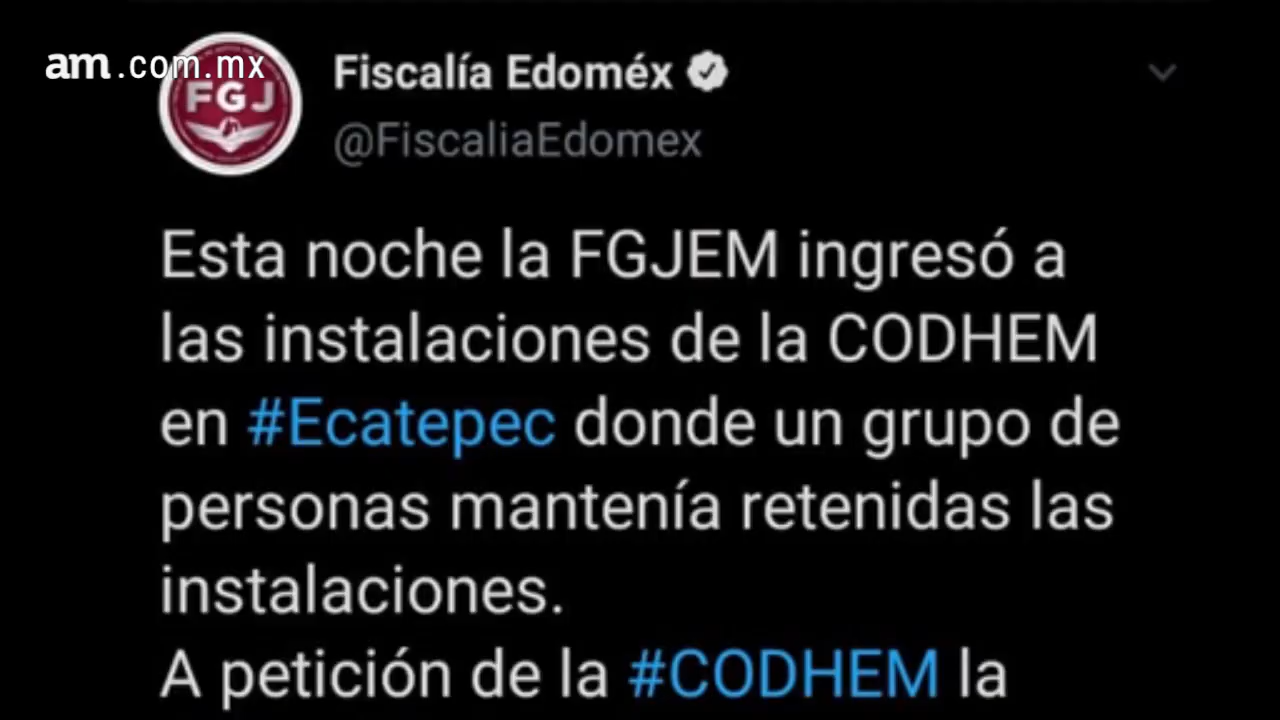 am.com.mx
FGJ
Fiscalía Edoméx
@FiscaliaEdomex
Esta noche la FGJEM ingresó a
las instalaciones de la CODHEM
en #Ecatepec donde un grupo de
personas mantenía retenidas las
instalaciones.
A petición de la #CODHEM la